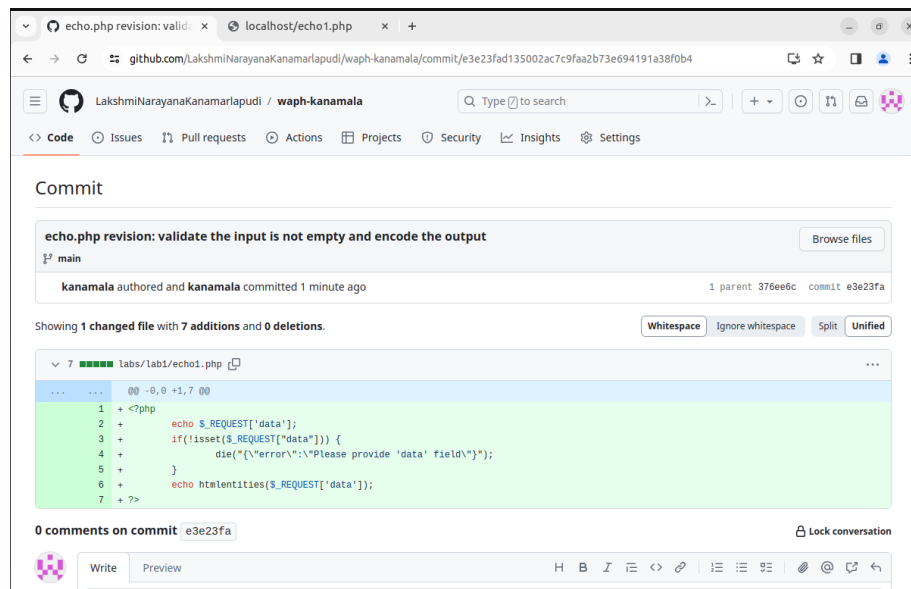 echo.php revision: valida
localhost/echo1.php
github.com/LakshmiNarayanaKanamarlapudi/waph-kanamala/commit/e3e23fad135002ac7c9faa2b73e694191a38f0b4
LakshmiNarayanaKanamarlapudi / waph-kanamala
Type / to search
Code Issues Pull requests Actions Projects Security Insights Settings
Commit
echo.php revision: validate the input is not empty and encode the output
Browse files
main
kanamala authored and kanamala committed 1 minute ago
1 parent 376ee6c commit e3e23fa
Showing 1 changed file with 7 additions and 0 deletions.
Whitespace Ignore whitespace Split Unified
7 labs/lab1/echo1.php
... ... @@ -0,0 +1,7 @@
1 + <?php
2 + echo $_REQUEST['data'];
3 + if(!isset($_REQUEST["data"])) {
4 + die("{\"error\":\"Please provide 'data' field\"}");
5 + }
6 + echo htmlentities($_REQUEST['data']);
7 + ?>
0 comments on commit e3e23fa
Lock conversation
Write Preview
H B I